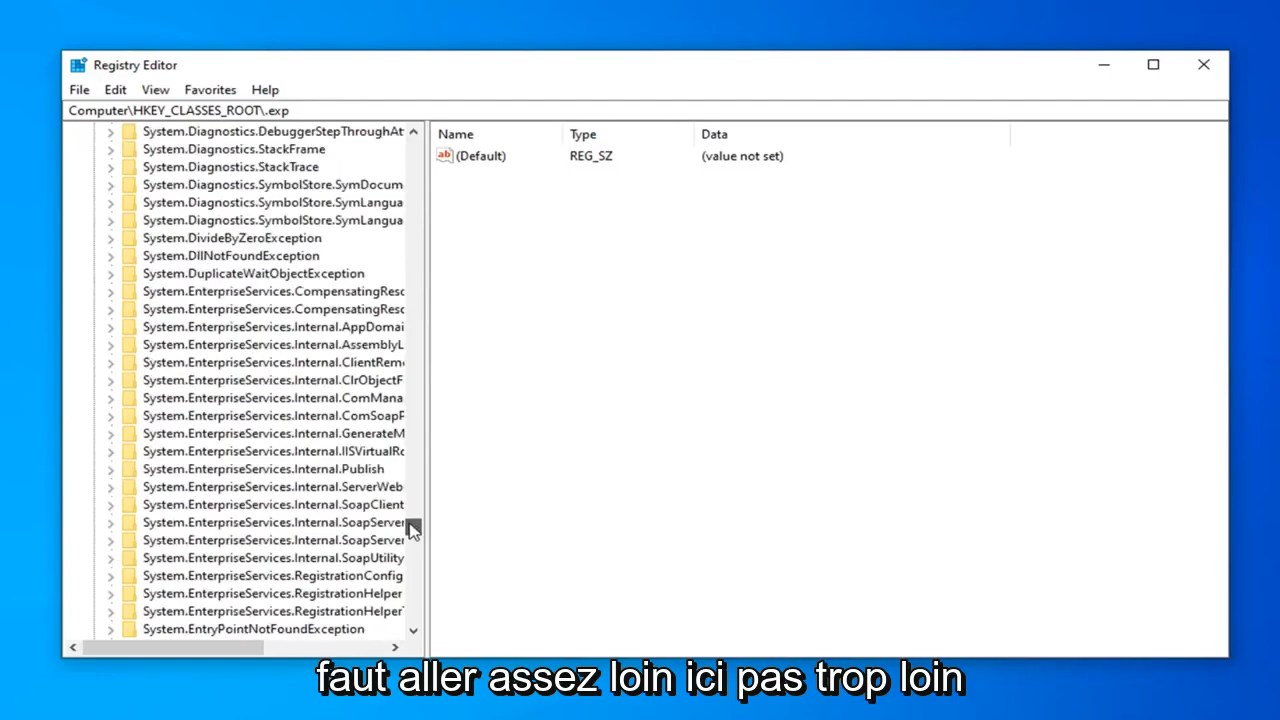 Registry Editor
File Edit View Favorites Help
Computer\HKEY_CLASSES_ROOT\.exp
Name Type Data
(Default) REG_SZ (value not set)
System.Diagnostics.DebuggerStepThroughAt
System.Diagnostics.StackFrame
System.Diagnostics.StackTrace
System.Diagnostics.SymbolStore.SymDocum
System.Diagnostics.SymbolStore.SymLangua
System.Diagnostics.SymbolStore.SymLangua
System.DivideByZeroException
System.DllNotFoundException
System.DuplicateWaitObjectException
System.EnterpriseServices.CompensatingReso
System.EnterpriseServices.CompensatingReso
System.EnterpriseServices.Internal.AppDomai
System.EnterpriseServices.Internal.AssemblyL
System.EnterpriseServices.Internal.ClientRem
System.EnterpriseServices.Internal.ClrObjectF
System.EnterpriseServices.Internal.ComMana
System.EnterpriseServices.Internal.ComSoapP
System.EnterpriseServices.Internal.GenerateM
System.EnterpriseServices.Internal.IISVirtualRo
System.EnterpriseServices.Internal.Publish
System.EnterpriseServices.Internal.ServerWeb
System.EnterpriseServices.Internal.SoapClient
System.EnterpriseServices.Internal.SoapServer
System.EnterpriseServices.Internal.SoapServer
System.EnterpriseServices.Internal.SoapUtility
System.EnterpriseServices.RegistrationConfig
System.EnterpriseServices.RegistrationHelper
System.EnterpriseServices.RegistrationHelper
System.EntryPointNotFoundException
faut aller assez loin ici pas trop loin